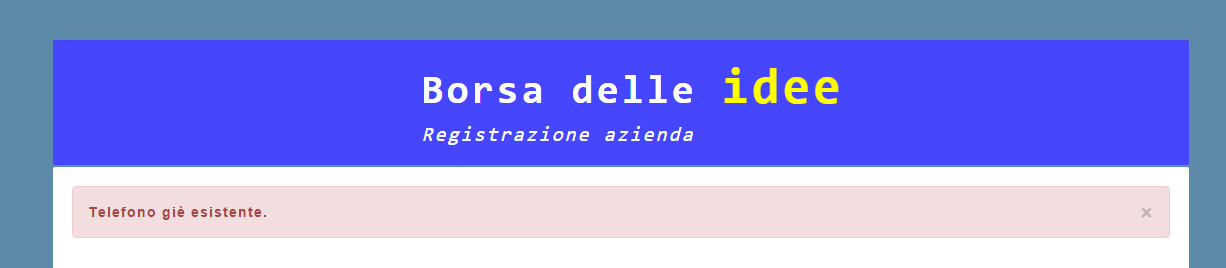 Borsa delle idee
Registrazione azienda
Telefono giè esistente.
×